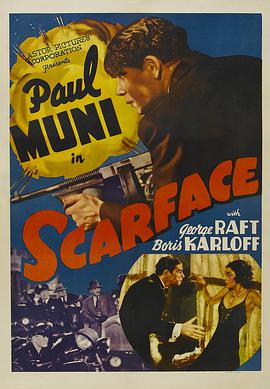 ASTOR PICTURES
CORPORATION
Presents
Paul
MUNI
in
SCARFACE
with
George RAFT
Boris KARLOFF